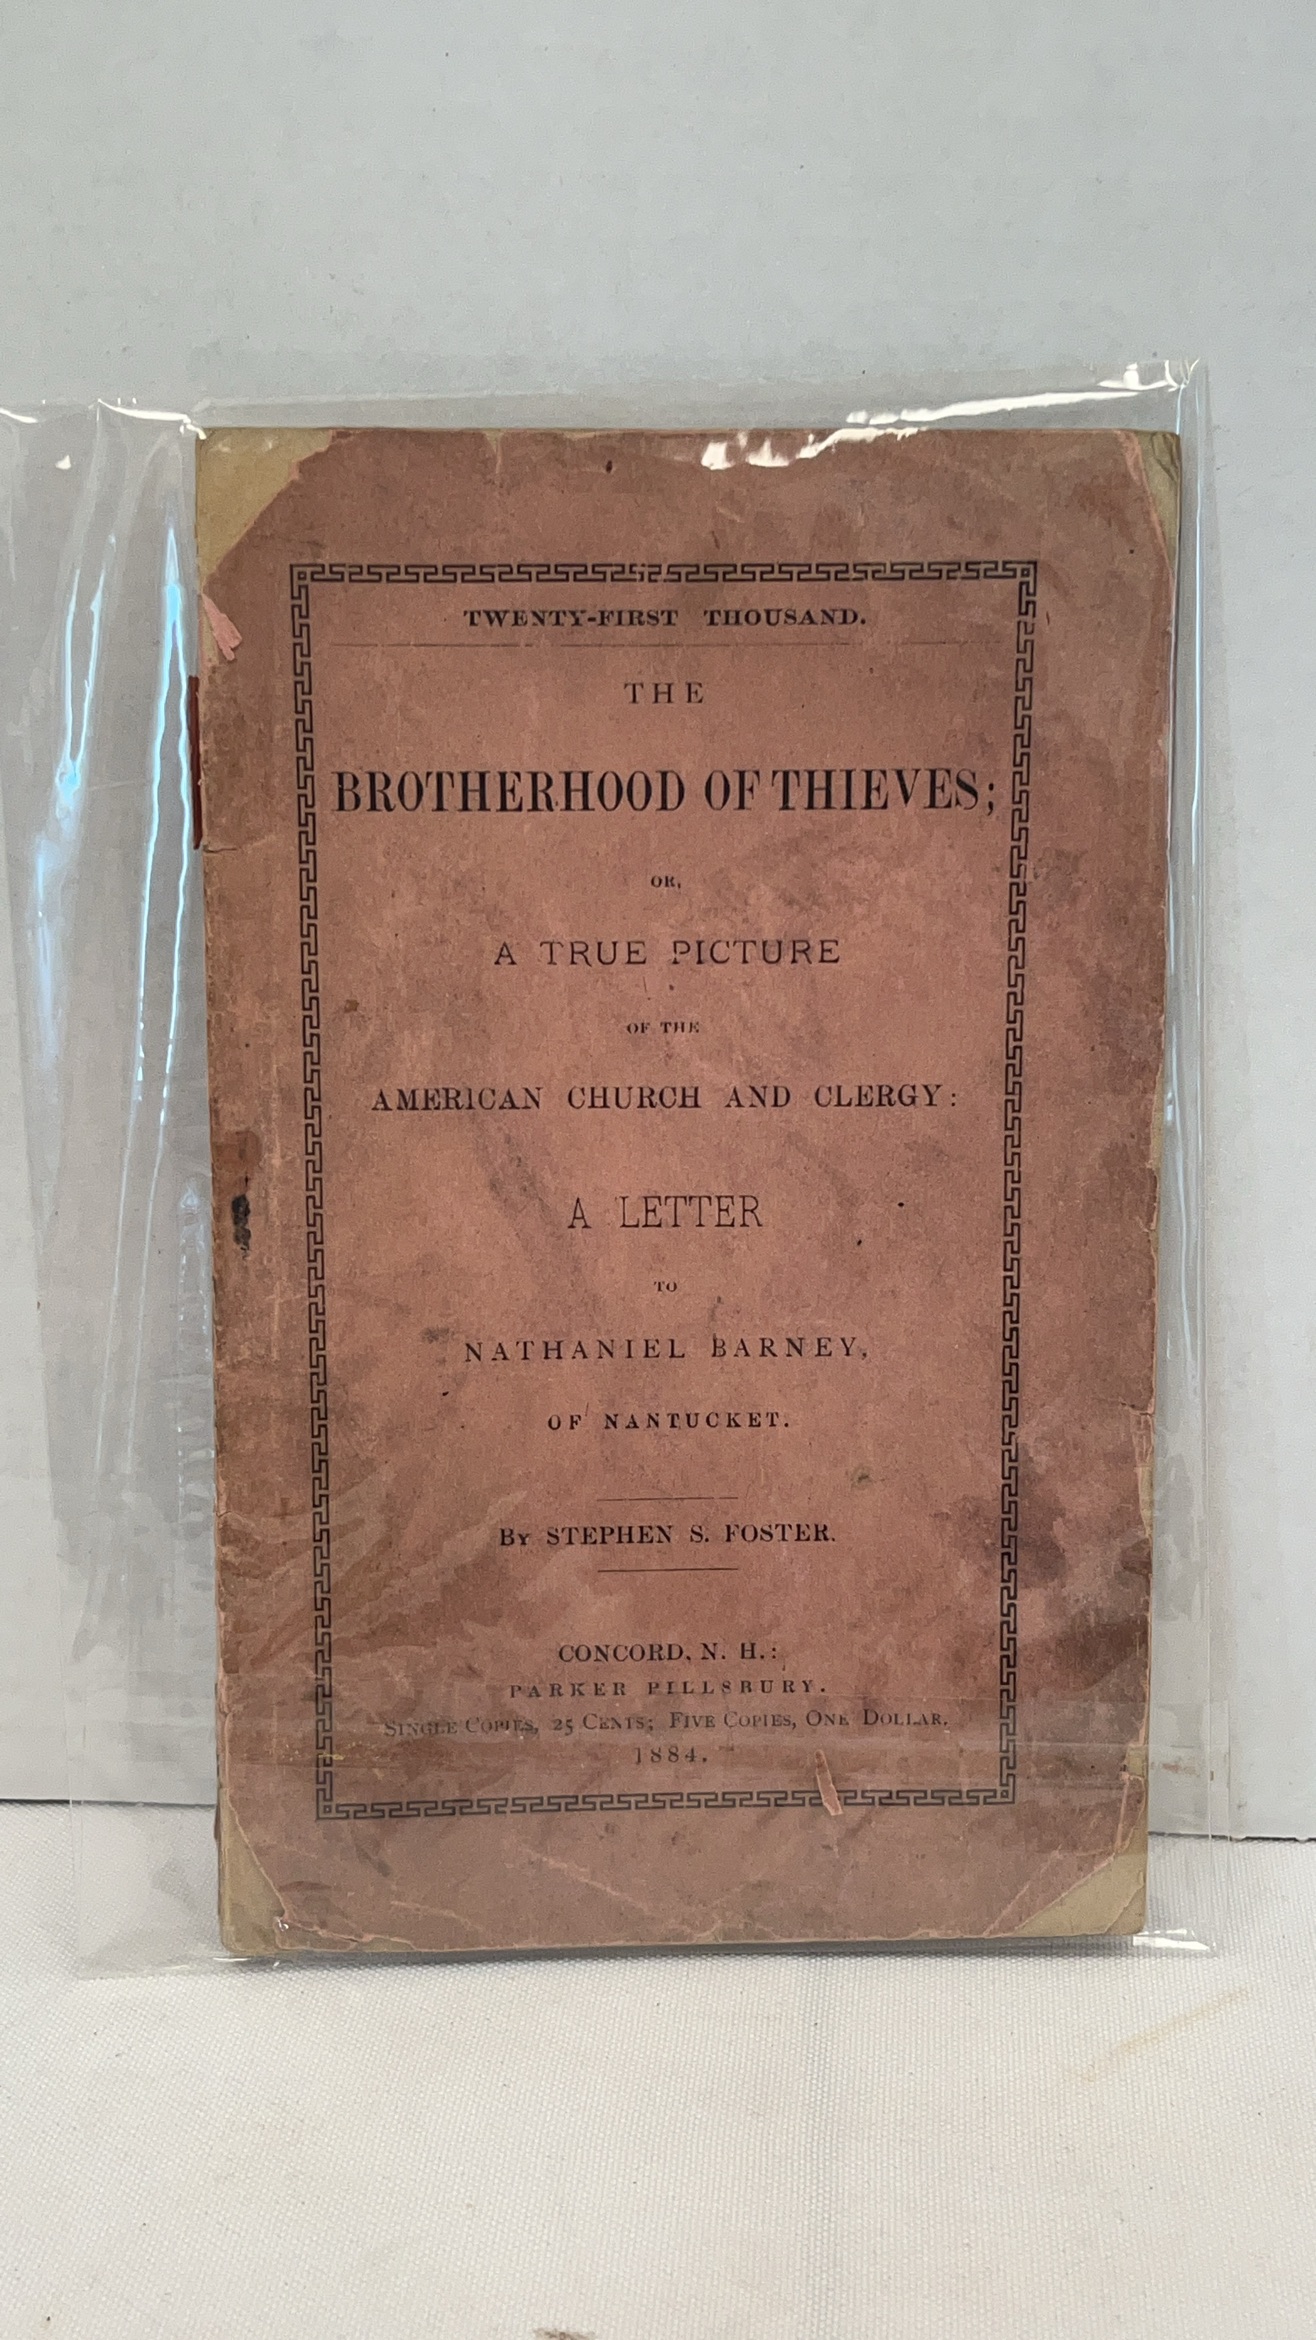 TWENTY-FIRST THOUSAND.
THE
BROTHERHOOD OF THIEVES;
OR,
A TRUE PICTURE
OF THE
AMERICAN CHURCH AND CLERGY:
A LETTER
TO
NATHANIEL BARNEY,
OF NANTUCKET.
By STEPHEN S. FOSTER.
CONCORD, N. H.:
PARKER PILLSBURY.
Single Copies, 25 Cents; Five Copies, One Dollar.
1884.